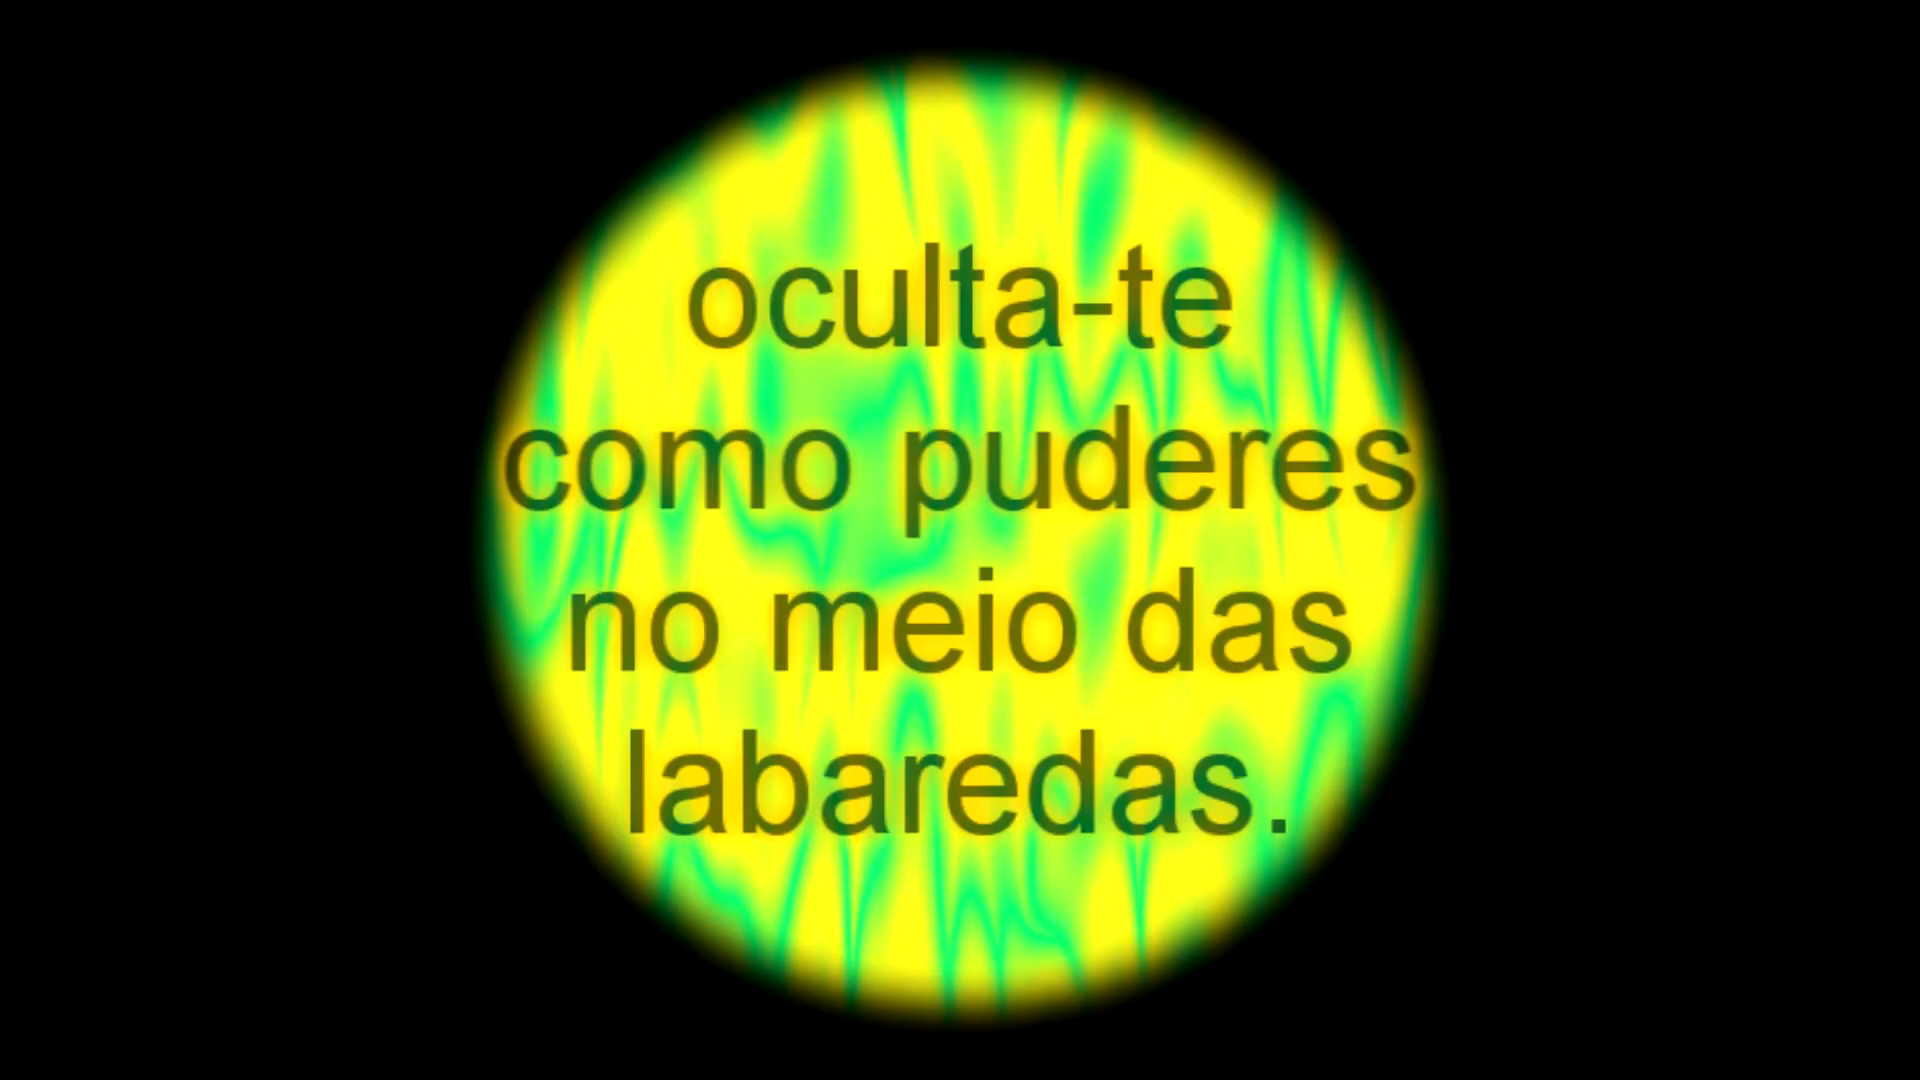 oculta-te
como puderes
no meio das
labaredas.